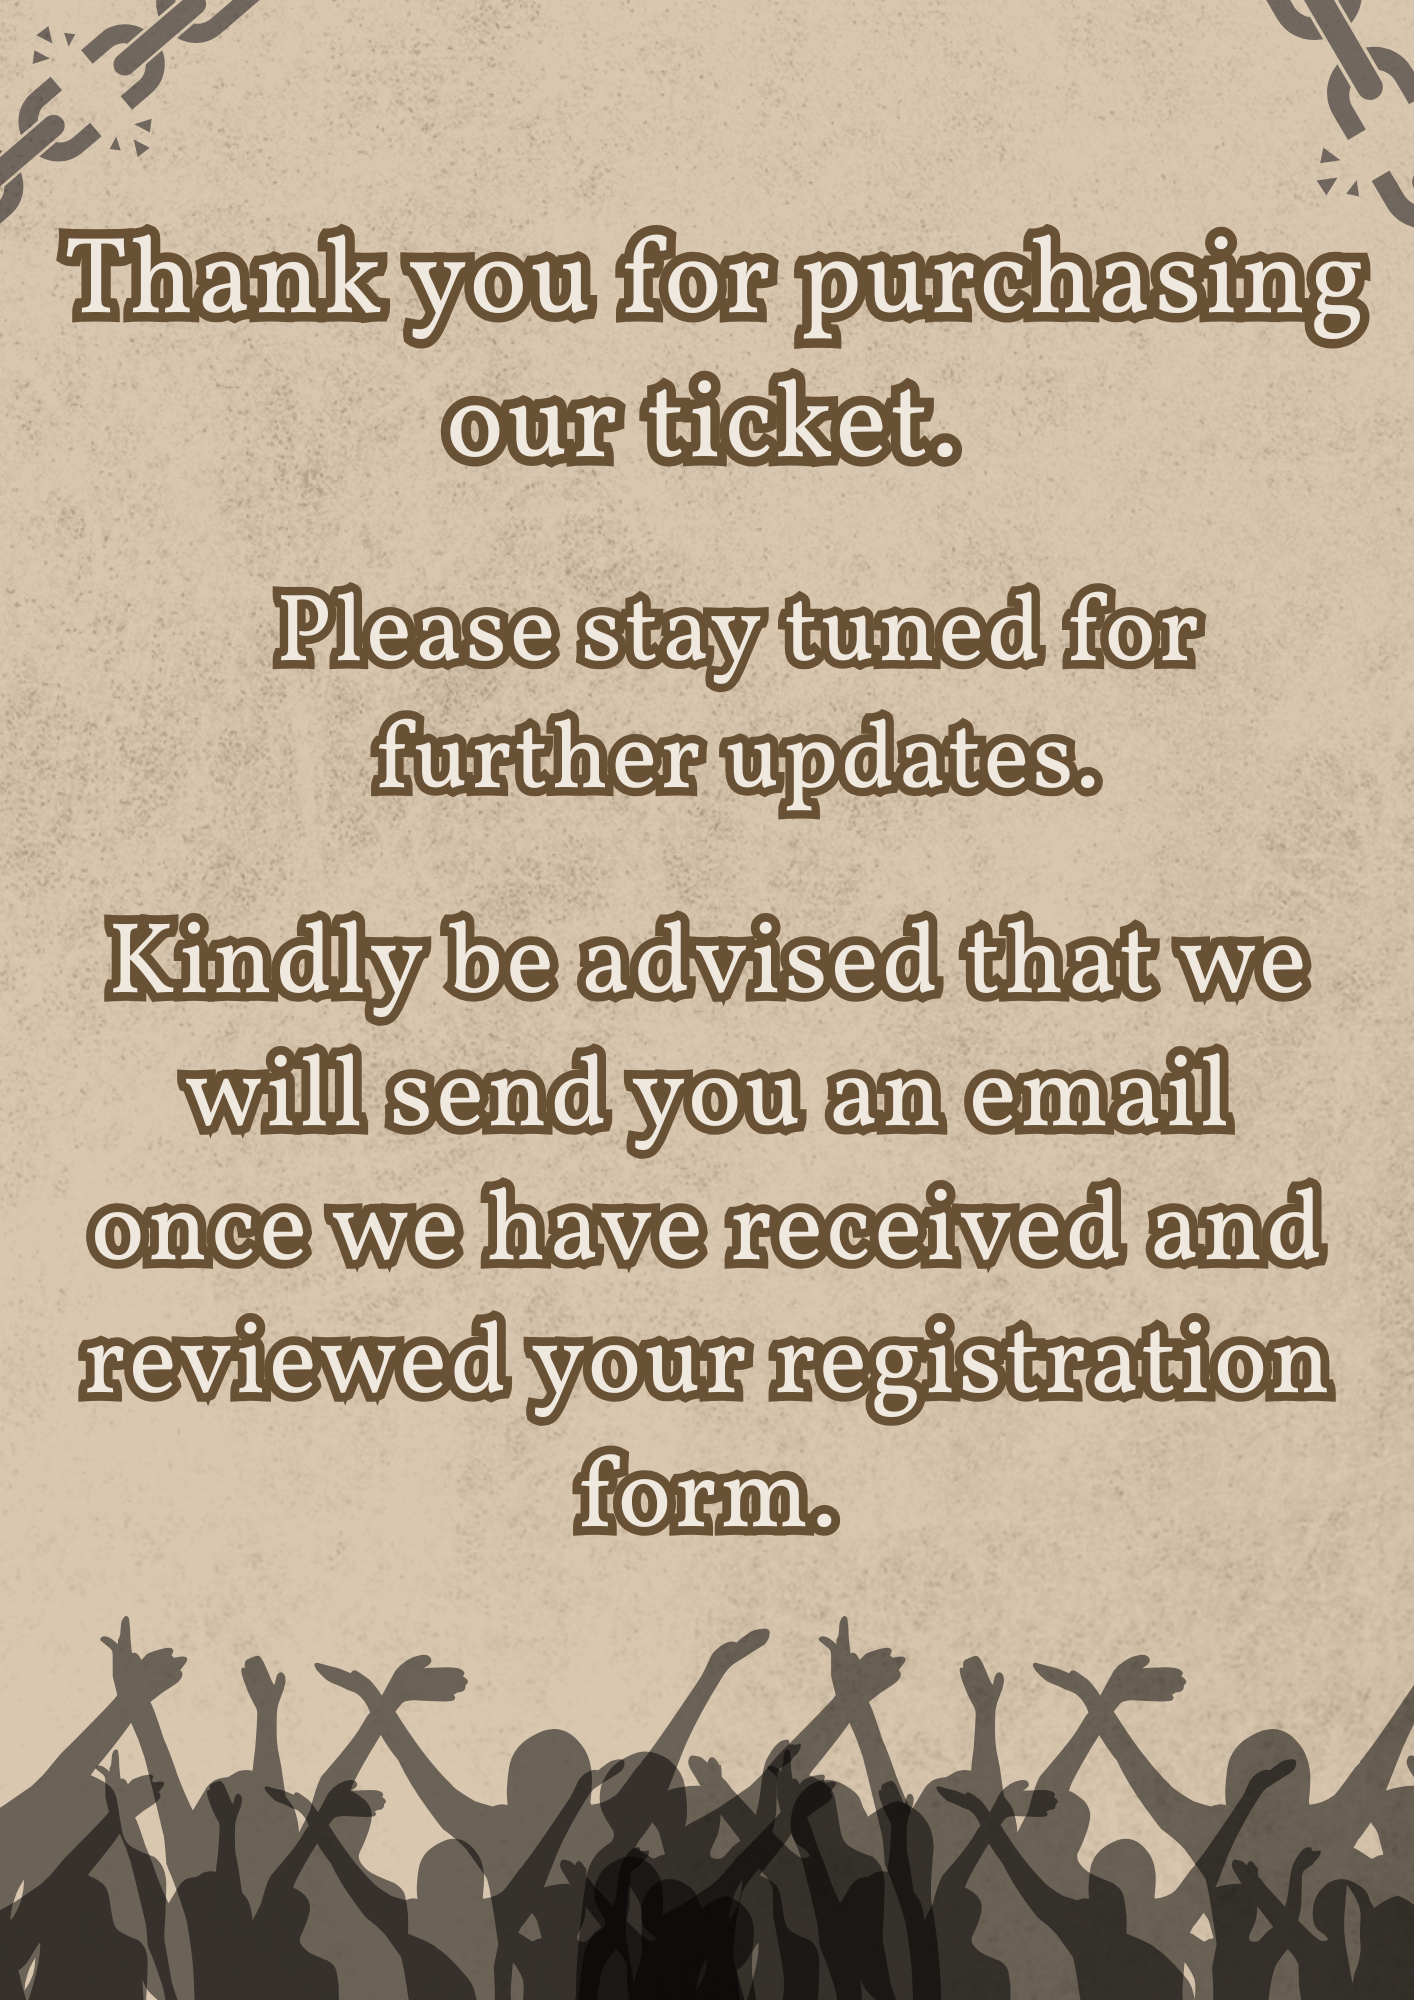 Thank you for purchasing
our ticket.
Please stay tuned for
further updates.
Kindly be advised that we
will send you an email
once we have received and
reviewed your registration
form.